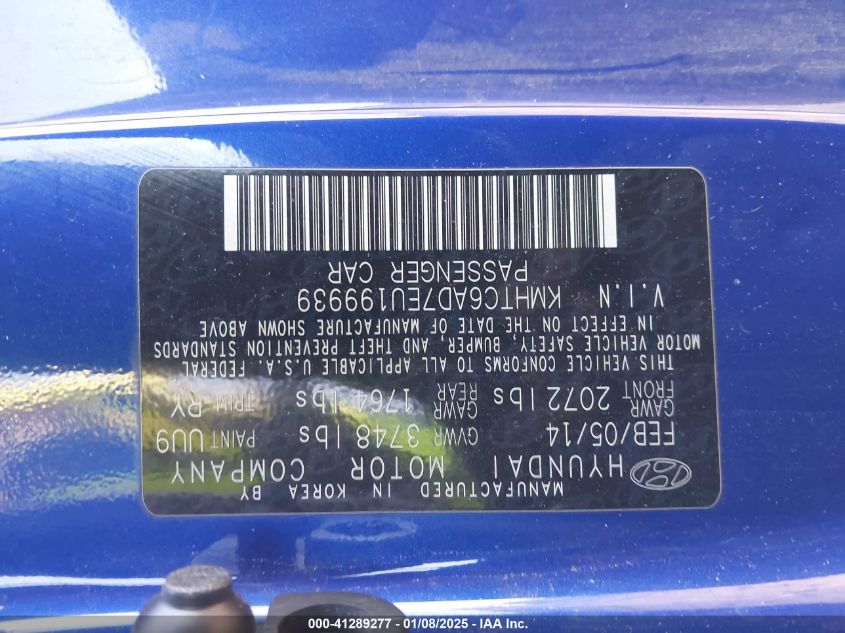 MANUFACTURED IN KOREA BY
HYUNDAI MOTOR COMPANY
FEB/05/14 GVWR 3748 lbs PAINT UU9
GAWR FRONT 2072 lbs GAWR REAR 1764 lbs TRIM RY
THIS VEHICLE CONFORMS TO ALL APPLICABLE U.S.A. FEDERAL
MOTOR VEHICLE SAFETY, BUMPER, AND THEFT PREVENTION STANDARDS
IN EFFECT ON THE DATE OF MANUFACTURE SHOWN ABOVE
V.I.N KMHTC6AD7EU199939
PASSENGER CAR
000-41289277 - 01/08/2025 - IAA Inc.